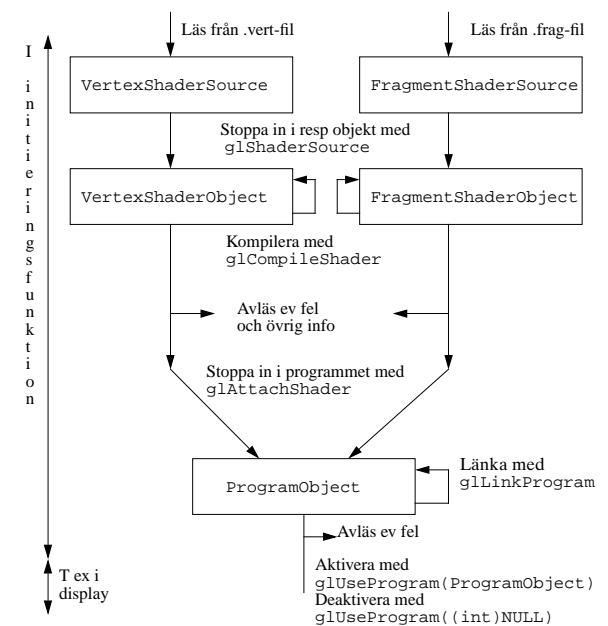 Läs från .vert-fil
Läs från .frag-fil
I initieringsfunktion
VertexShaderSource
FragmentShaderSource
Stoppa in i resp objekt med
glShaderSource
VertexShaderObject
FragmentShaderObject
Kompilera med
glCompileShader
Avläs ev fel
och övrig info
Stoppa in i programmet med
glAttachShader
ProgramObject
Länka med
glLinkProgram
Avläs ev fel
T ex i
display
Aktivera med
glUseProgram(ProgramObject)
Deaktivera med
glUseProgram((int)NULL)